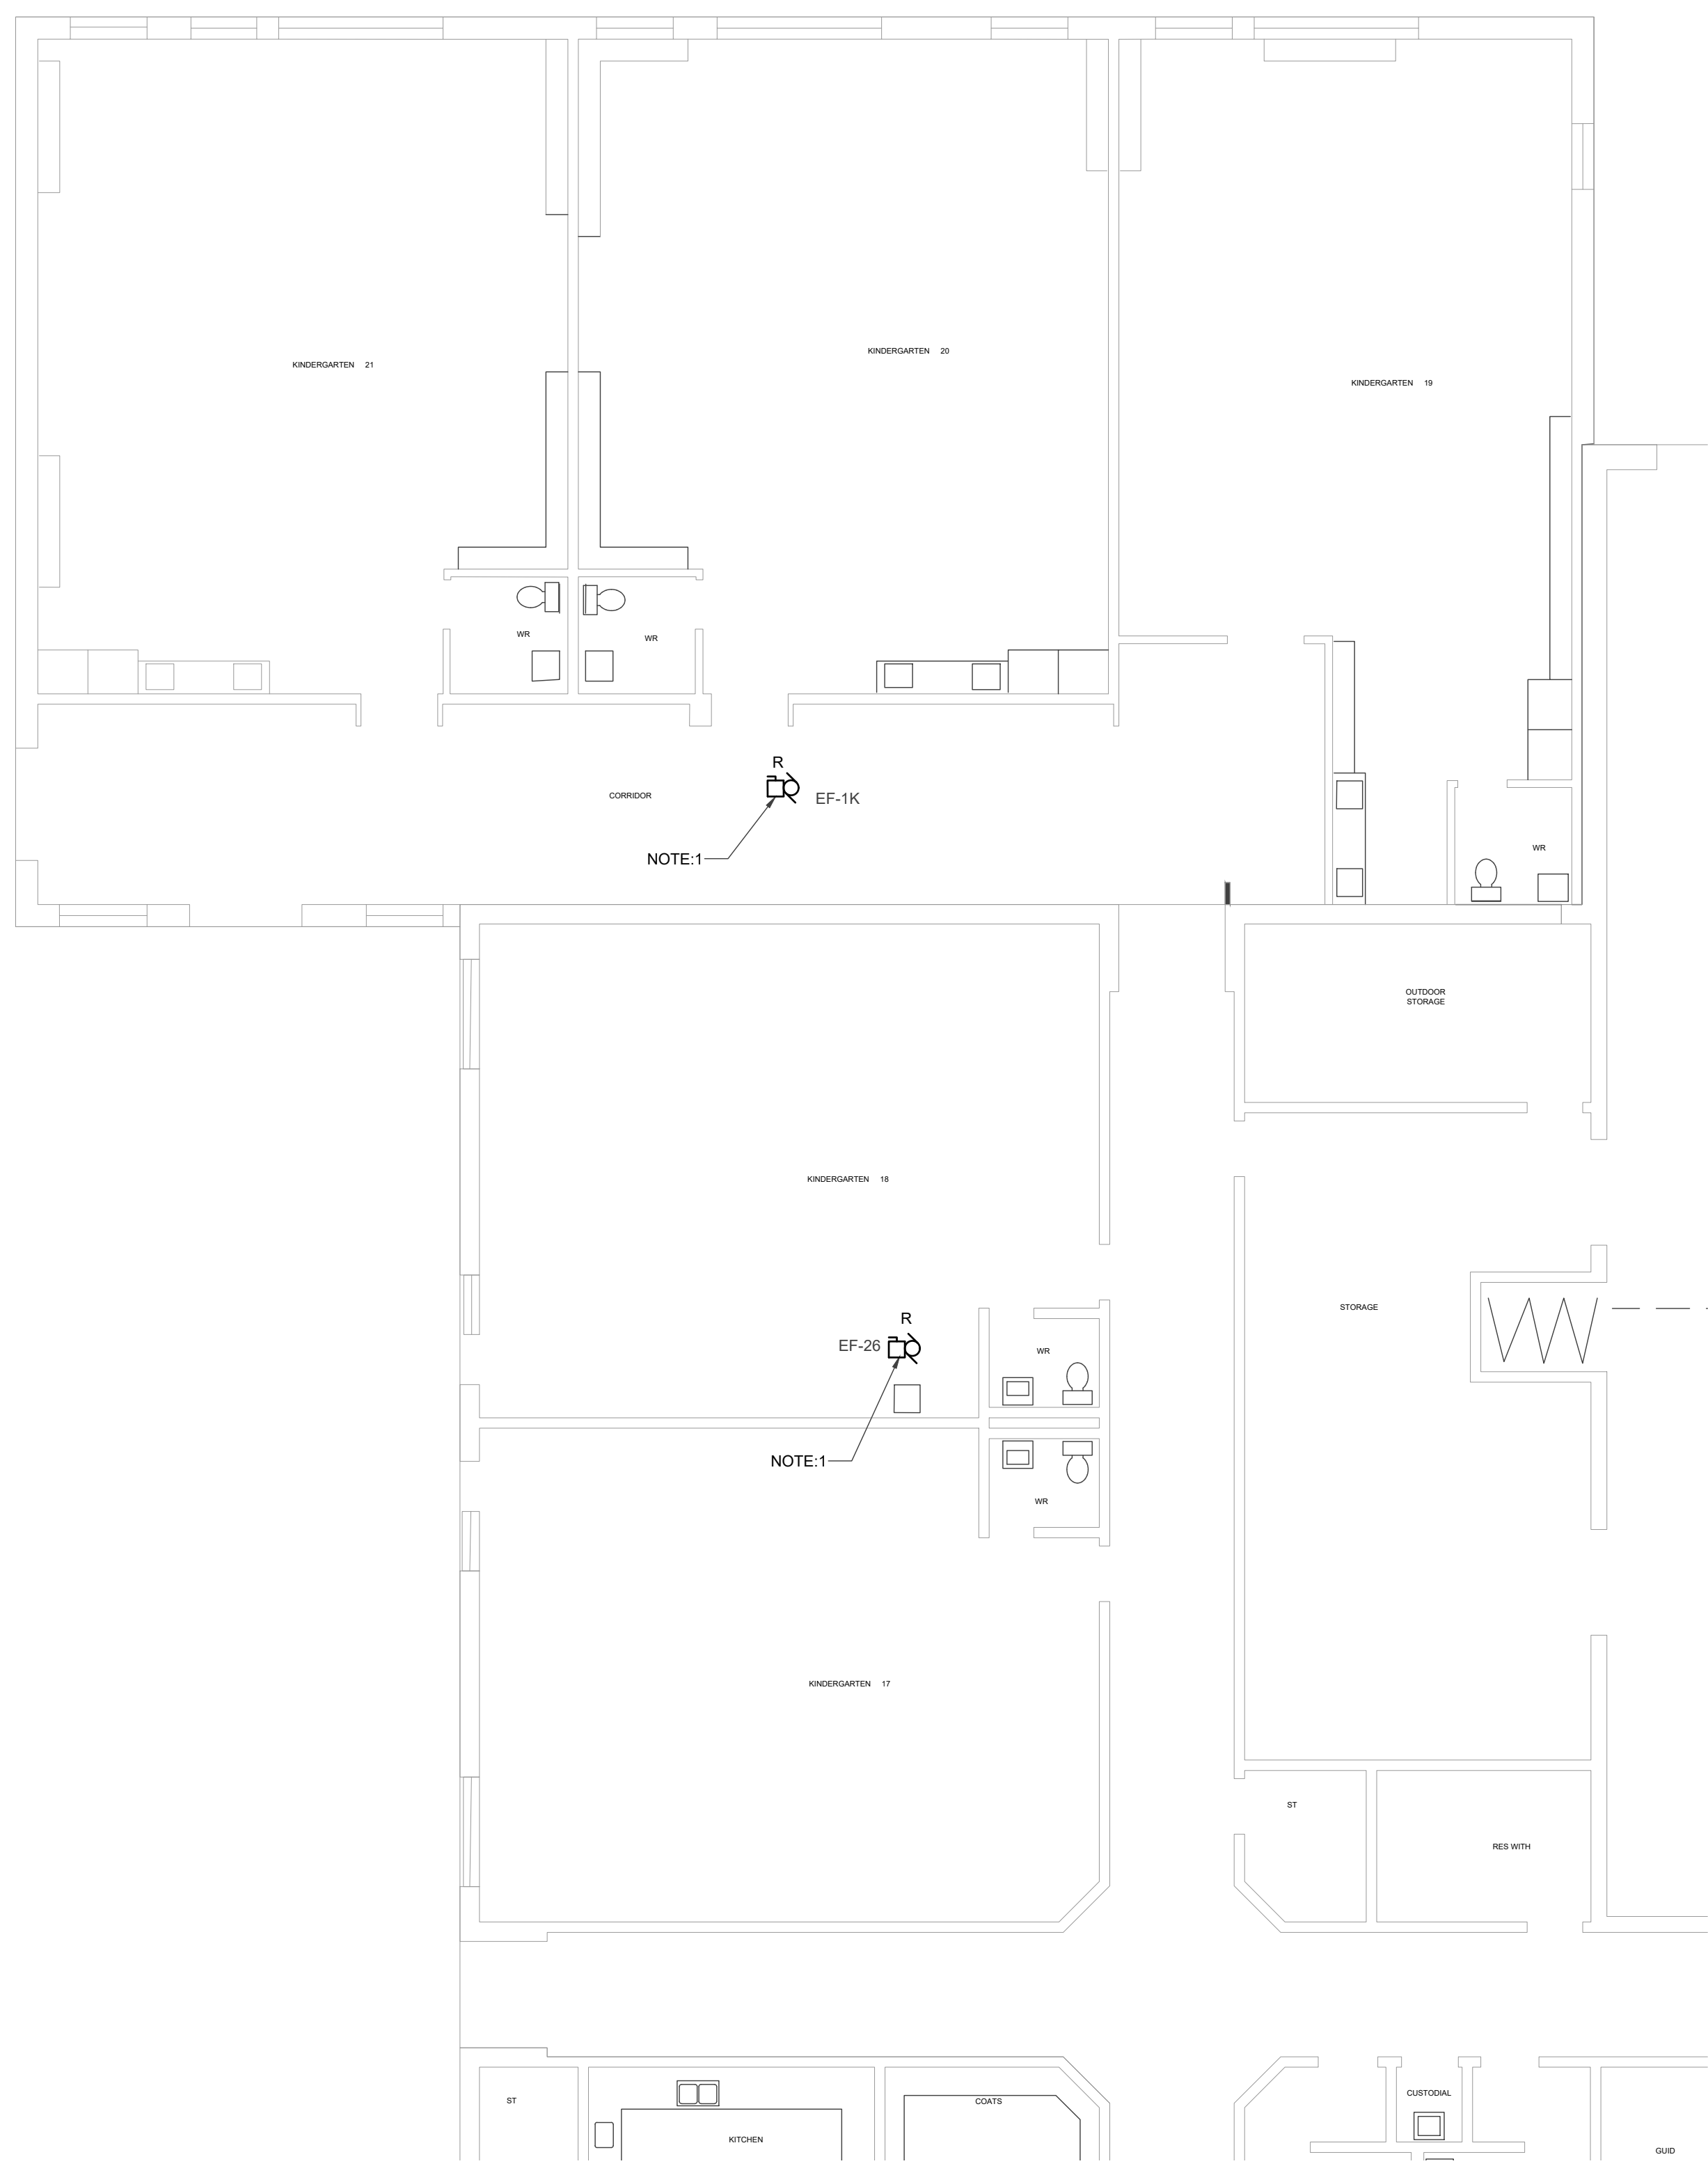 KINDERGARTEN 20
KINDERGARTEN 21
KINDERGARTEN 19
WR
WR
R
CORRIDOR
EF-1K
NOTE:1
WR
OUTDOOR
STORAGE
KINDERGARTEN 18
STORAGE
R
EF-26
WR
NOTE:1
WR
KINDERGARTEN 17
ST
RES WITH
CUSTODIAL
ST
COATS
KITCHEN
GUID